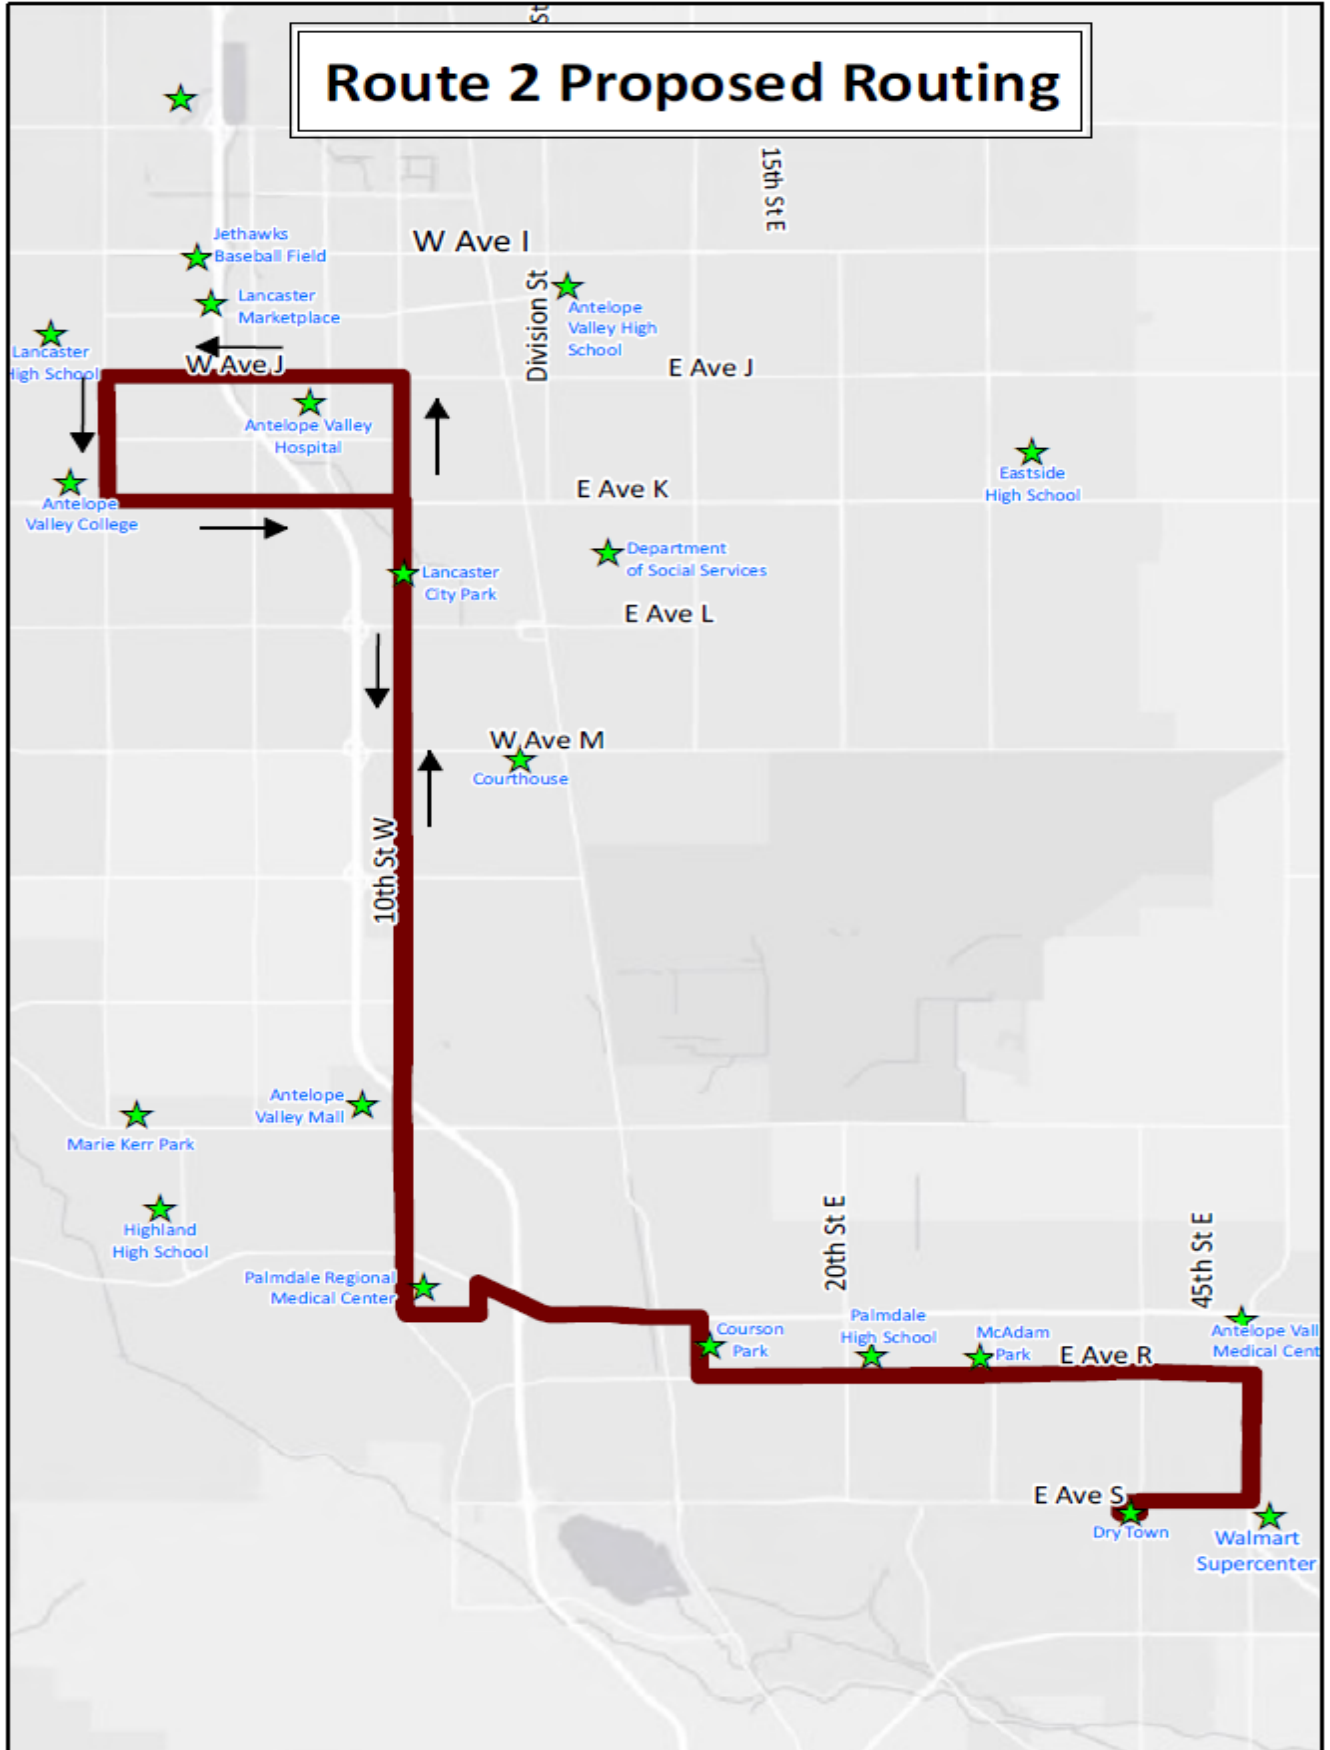 St
Route 2 Proposed Routing
15th St E
Jethawks
Baseball Field
W Ave I
Lancaster
Marketplace
Division St
Antelope
Valley High
School
Lancaster
High School
W Ave J
E Ave J
Antelope Valley
Hospital
Eastside
High School
E Ave K
Antelope
Valley College
Department
of Social Services
Lancaster
City Park
E Ave L
W Ave M
Courthouse
10th St W
Antelope
Valley Mall
Marie Kerr Park
Highland
High School
20th St E
45th St E
Palmdale Regional
Medical Center
Courson
Park
Palmdale
High School
McAdam
Park
E Ave R
Antelope Vall
Medical Cent
E Ave S
Dry Town
Walmart
Supercenter